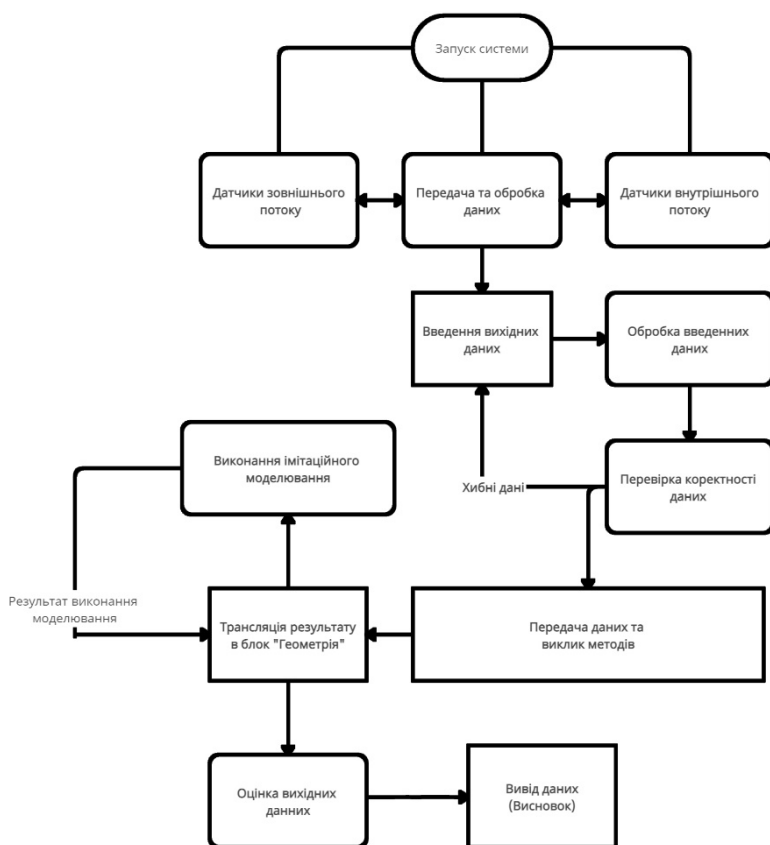 Запуск системи
Датчики зовнішнього
потоку
Передача та обробка
даних
Датчики внутрішнього
потоку
Введення вихідних
даних
Обробка введенних
даних
Виконання імітаційного
моделювання
Хибні дані
Перевірка коректності
даних
Результат виконання
моделювання
Трансляція результату
в блок "Геометрія"
Передача даних та
виклик методів
Оцінка вихідних
данних
Вивід даних
(Висновок)